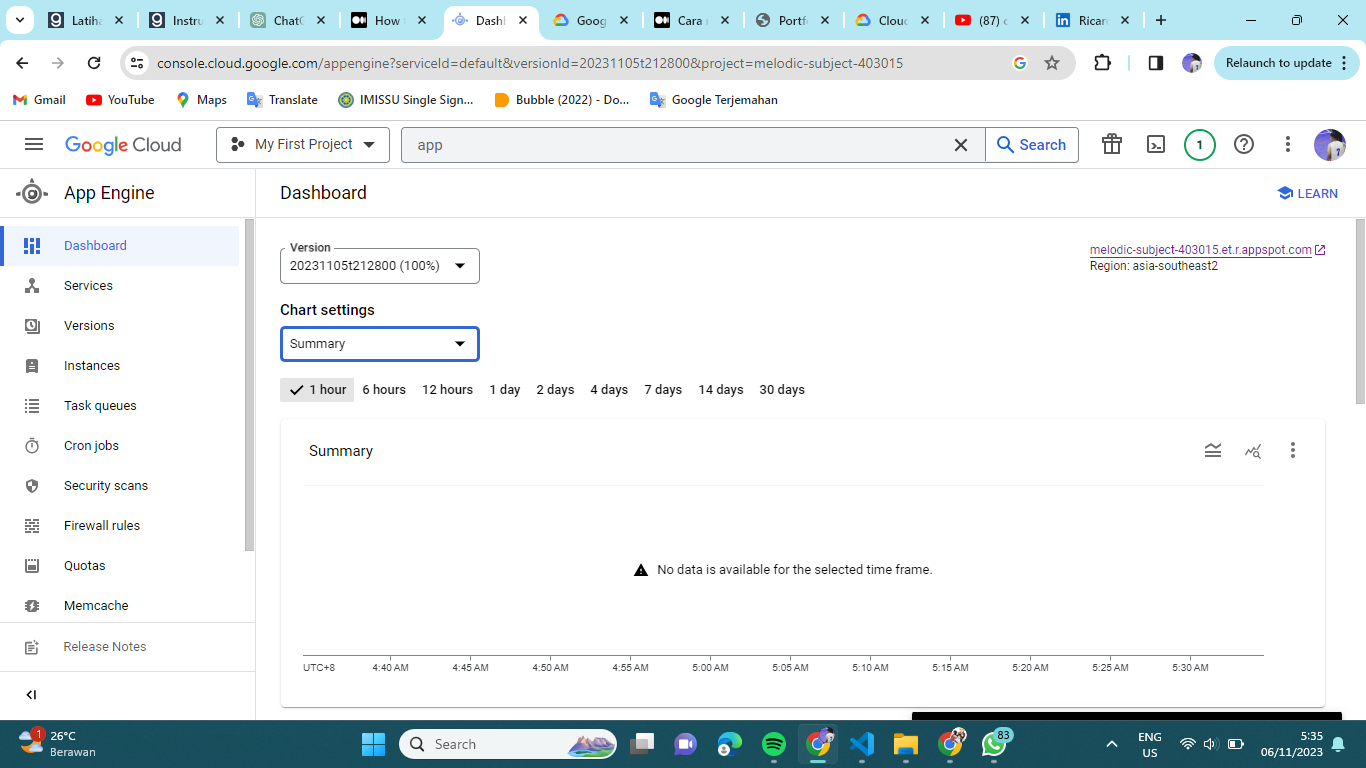 Latiha
Instru
ChatG
How t
Dashb
Goog
Cara r
Portfo
Cloud
(87) c
Rican
console.cloud.google.com/appengine?serviceId=default&versionId=20231105t212800&project=melodic-subject-403015
Relaunch to update
Gmail
YouTube
Maps
Translate
IMISSU Single Sign...
Bubble (2022) - Do...
Google Terjemahan
Google Cloud
My First Project
app
Search
1
App Engine
Dashboard
LEARN
Dashboard
Services
Versions
Instances
Task queues
Cron jobs
Security scans
Firewall rules
Quotas
Memcache
Release Notes
Version
20231105t212800 (100%)
melodic-subject-403015.et.r.appspot.com
Region: asia-southeast2
Chart settings
Summary
1 hour 6 hours 12 hours 1 day 2 days 4 days 7 days 14 days 30 days
Summary
No data is available for the selected time frame.
UTC+8 4:40 AM 4:45 AM 4:50 AM 4:55 AM 5:00 AM 5:05 AM 5:10 AM 5:15 AM 5:20 AM 5:25 AM 5:30 AM
1
26°C
Berawan
Search
83
ENG
US
5:35
06/11/2023